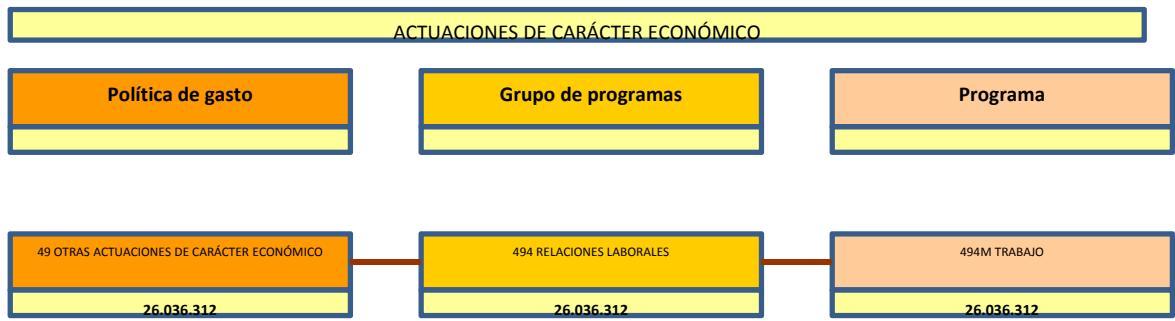 ACTUACIONES DE CARÁCTER ECONÓMICO
Política de gasto
Grupo de programas
Programa
49 OTRAS ACTUACIONES DE CARÁCTER ECONÓMICO
494 RELACIONES LABORALES
494M TRABAJO
26.036.312
26.036.312
26.036.312